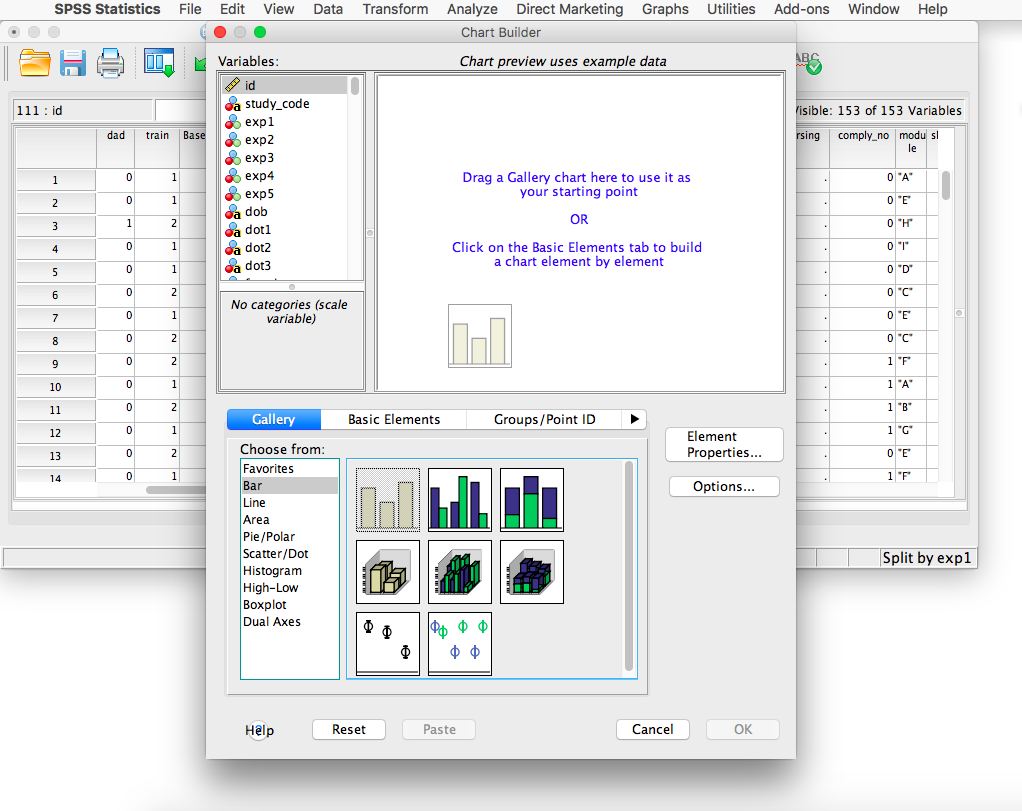 SPSS Statistics File Edit View Data Transform Analyze Direct Marketing Graphs Utilities Add-ons Window Help
Chart Builder
Variables:
Chart preview uses example data
id
study_code
exp1
exp2
exp3
exp4
exp5
dob
dot1
dot2
dot3
No categories (scale
variable)
Drag a Gallery chart here to use it as
your starting point
OR
Click on the Basic Elements tab to build
a chart element by element
Gallery Basic Elements Groups/Point ID
Choose from:
Favorites
Bar
Line
Area
Pie/Polar
Scatter/Dot
Histogram
High-Low
Boxplot
Dual Axes
Element
Properties...
Options...
Help Reset Paste Cancel OK
ABC
111 : id
Visible: 153 of 153 Variables
dad train Base
comply_no modu
le
1 0 1 . 0 "A"
2 0 1 . 0 "E"
3 1 2 . 0 "H"
4 0 1 . 0 "I"
5 0 1 . 0 "D"
6 0 2 . 0 "C"
7 0 1 . 0 "E"
8 0 2 . 0 "C"
9 0 2 . 1 "F"
10 0 1 . 1 "A"
11 0 2 . 1 "B"
12 0 1 . 1 "G"
13 0 2 . 0 "E"
14 0 1 . 1 "F"
Split by exp1